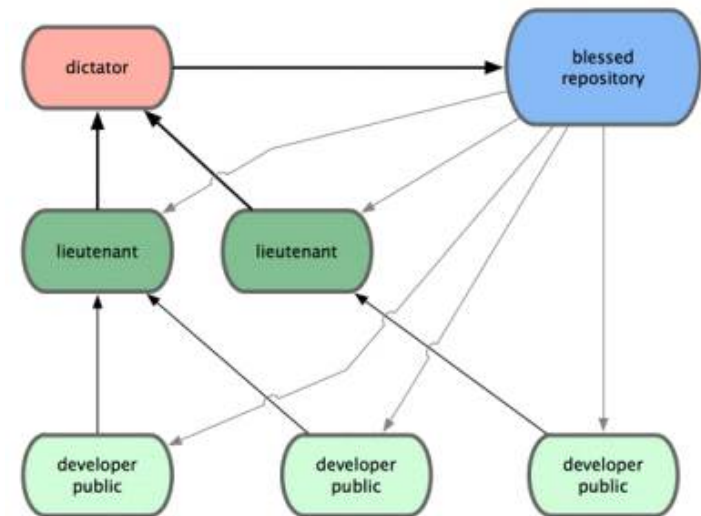 dictator
blessed
repository
lieutenant
lieutenant
developer
public
developer
public
developer
public